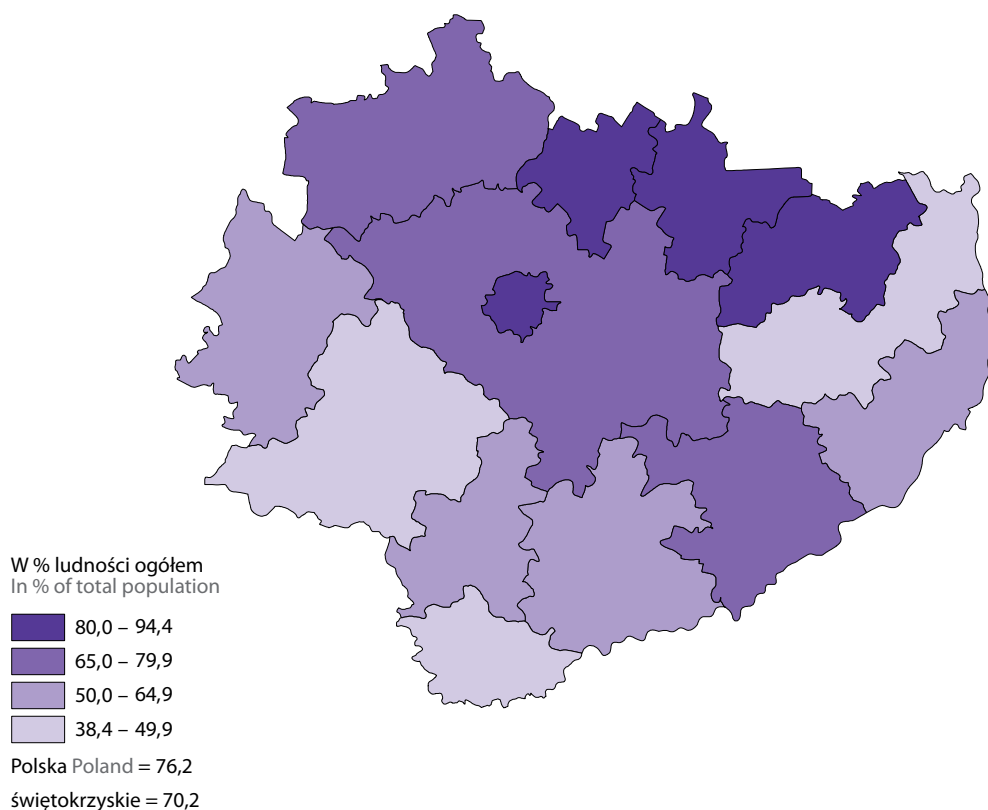 W % ludności ogółem
In % of total population
80,0 – 94,4
65,0 – 79,9
50,0 – 64,9
38,4 – 49,9
Polska Poland = 76,2
świętokrzyskie = 70,2